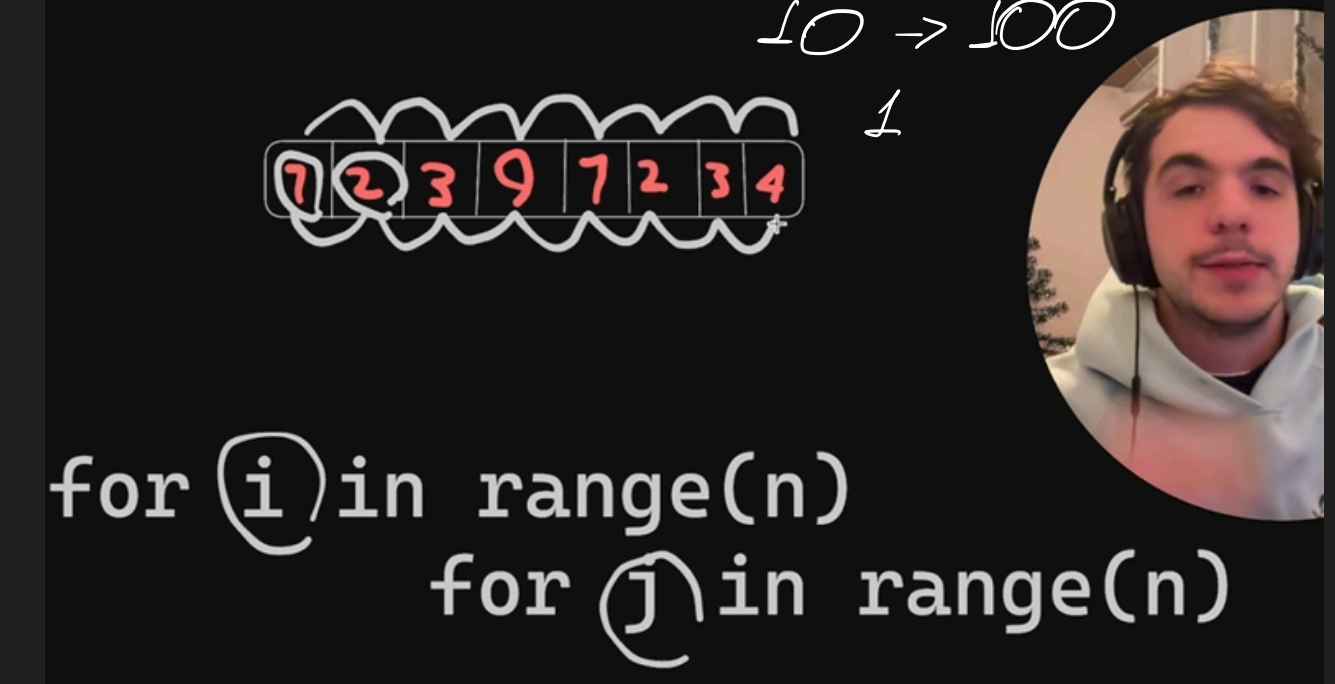 10 → 100
1
7 2 3 9 7 2 3 4
for i in range(n)
for j in range(n)